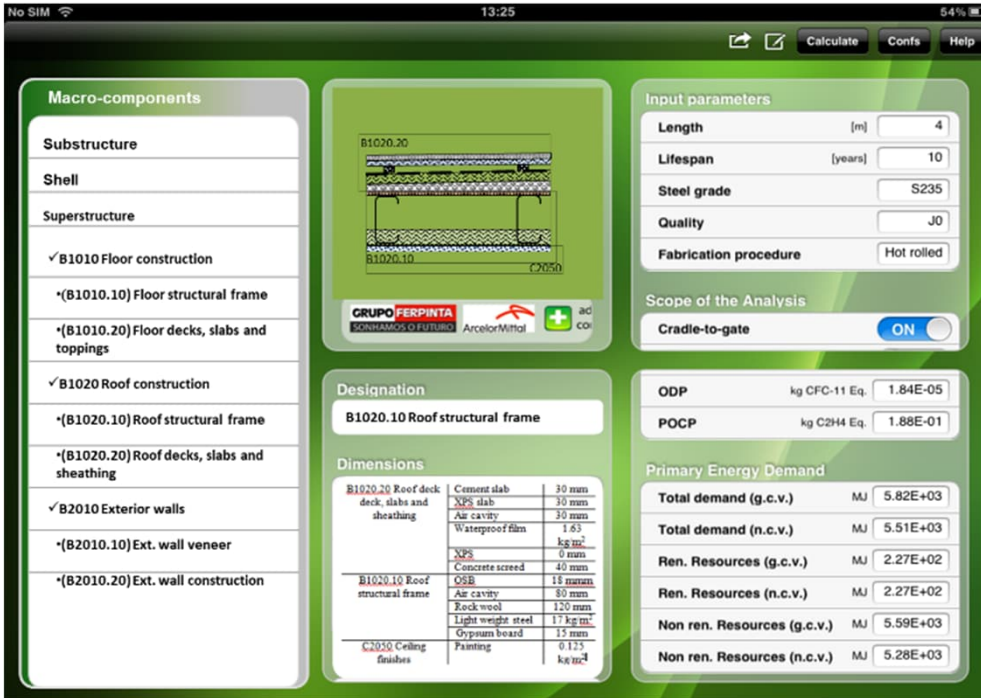 No SIM 13:25 54%
Calculate Confs Help
Macro-components
Substructure
Shell
Superstructure
✓B1010 Floor construction
•(B1010.10) Floor structural frame
•(B1010.20) Floor decks, slabs and
toppings
✓B1020 Roof construction
•(B1020.10) Roof structural frame
•(B1020.20) Roof decks, slabs and
sheathing
✓B2010 Exterior walls
•(B2010.10) Ext. wall veneer
•(B2010.20) Ext. wall construction
B1020.20
B1020.10
C2050
GRUPO FERPINTA
SONHAMOS O FUTURO
ArcelorMittal
ad
co
Designation
B1020.10 Roof structural frame
Dimensions
B1020.20 Roof deck Cement slab 30 mm
deck, slabs and XPS slab 30 mm
sheathing Air cavity 30 mm
Waterproof film 1.63
kg/m2
XPS 0 mm
Concrete screed 40 mm
B1020.10 Roof OSB 18 mmm
structural frame Air cavity 80 mm
Rock wool 120 mm
Light weight steel 17 kg/m2
Gypsum board 15 mm
C2050 Ceiling Painting 0.125
finishes kg/m2
Input parameters
Length [m] 4
Lifespan [years] 10
Steel grade S235
Quality J0
Fabrication procedure Hot rolled
Scope of the Analysis
Cradle-to-gate ON
ODP kg CFC-11 Eq. 1.84E-05
POCP kg C2H4 Eq. 1.88E-01
Primary Energy Demand
Total demand (g.c.v.) MJ 5.82E+03
Total demand (n.c.v.) MJ 5.51E+03
Ren. Resources (g.c.v.) MJ 2.27E+02
Ren. Resources (n.c.v.) MJ 2.27E+02
Non ren. Resources (g.c.v.) MJ 5.59E+03
Non ren. Resources (n.c.v.) MJ 5.28E+03